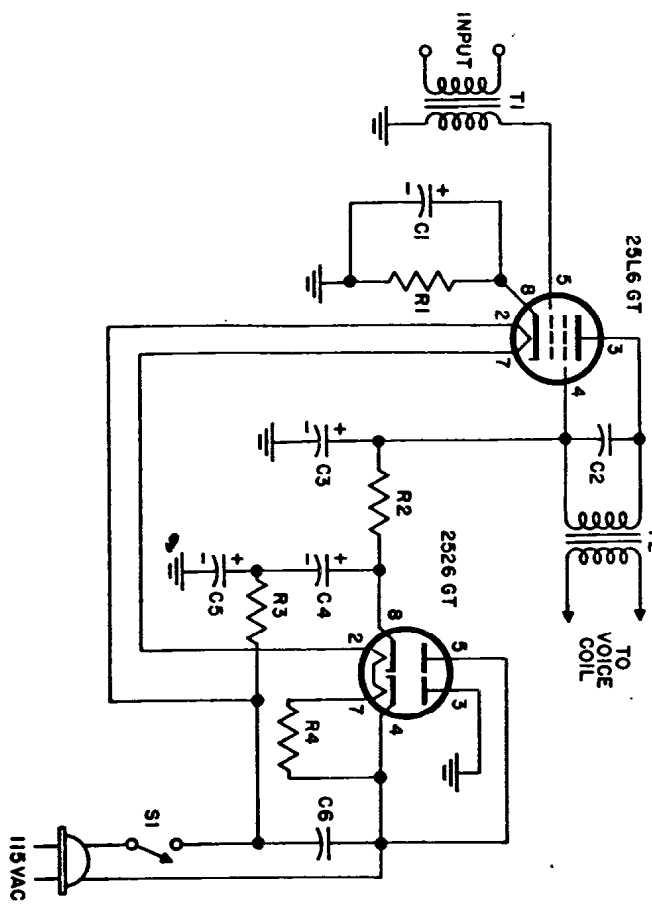 INPUT
T1
25L6 GT
5
8
2
7
3
4
C1
+
-
R1
C2
TO
VOICE
COIL
C3
+
-
R2
2526 GT
8
2
7
4
5
3
C4
+
-
C5
+
-
R3
R4
C6
S1
115VAC